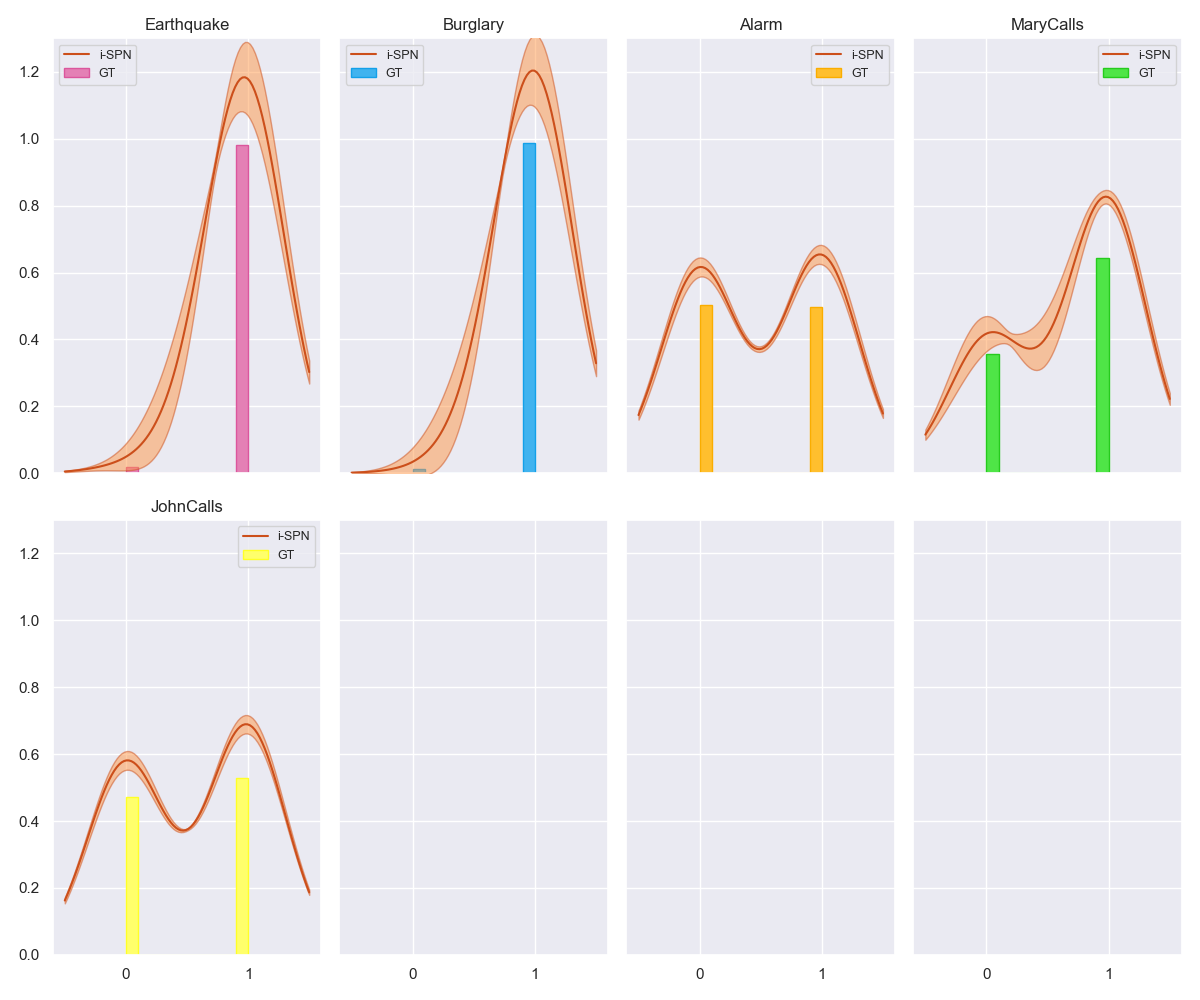 Earthquake
i-SPN
GT
1.2
1.0
0.8
0.6
0.4
0.2
0.0
Burglary
i-SPN
GT
Alarm
i-SPN
GT
MaryCalls
i-SPN
GT
JohnCalls
i-SPN
GT
1.2
1.0
0.8
0.6
0.4
0.2
0.0
0 1
0 1
0 1
0 1